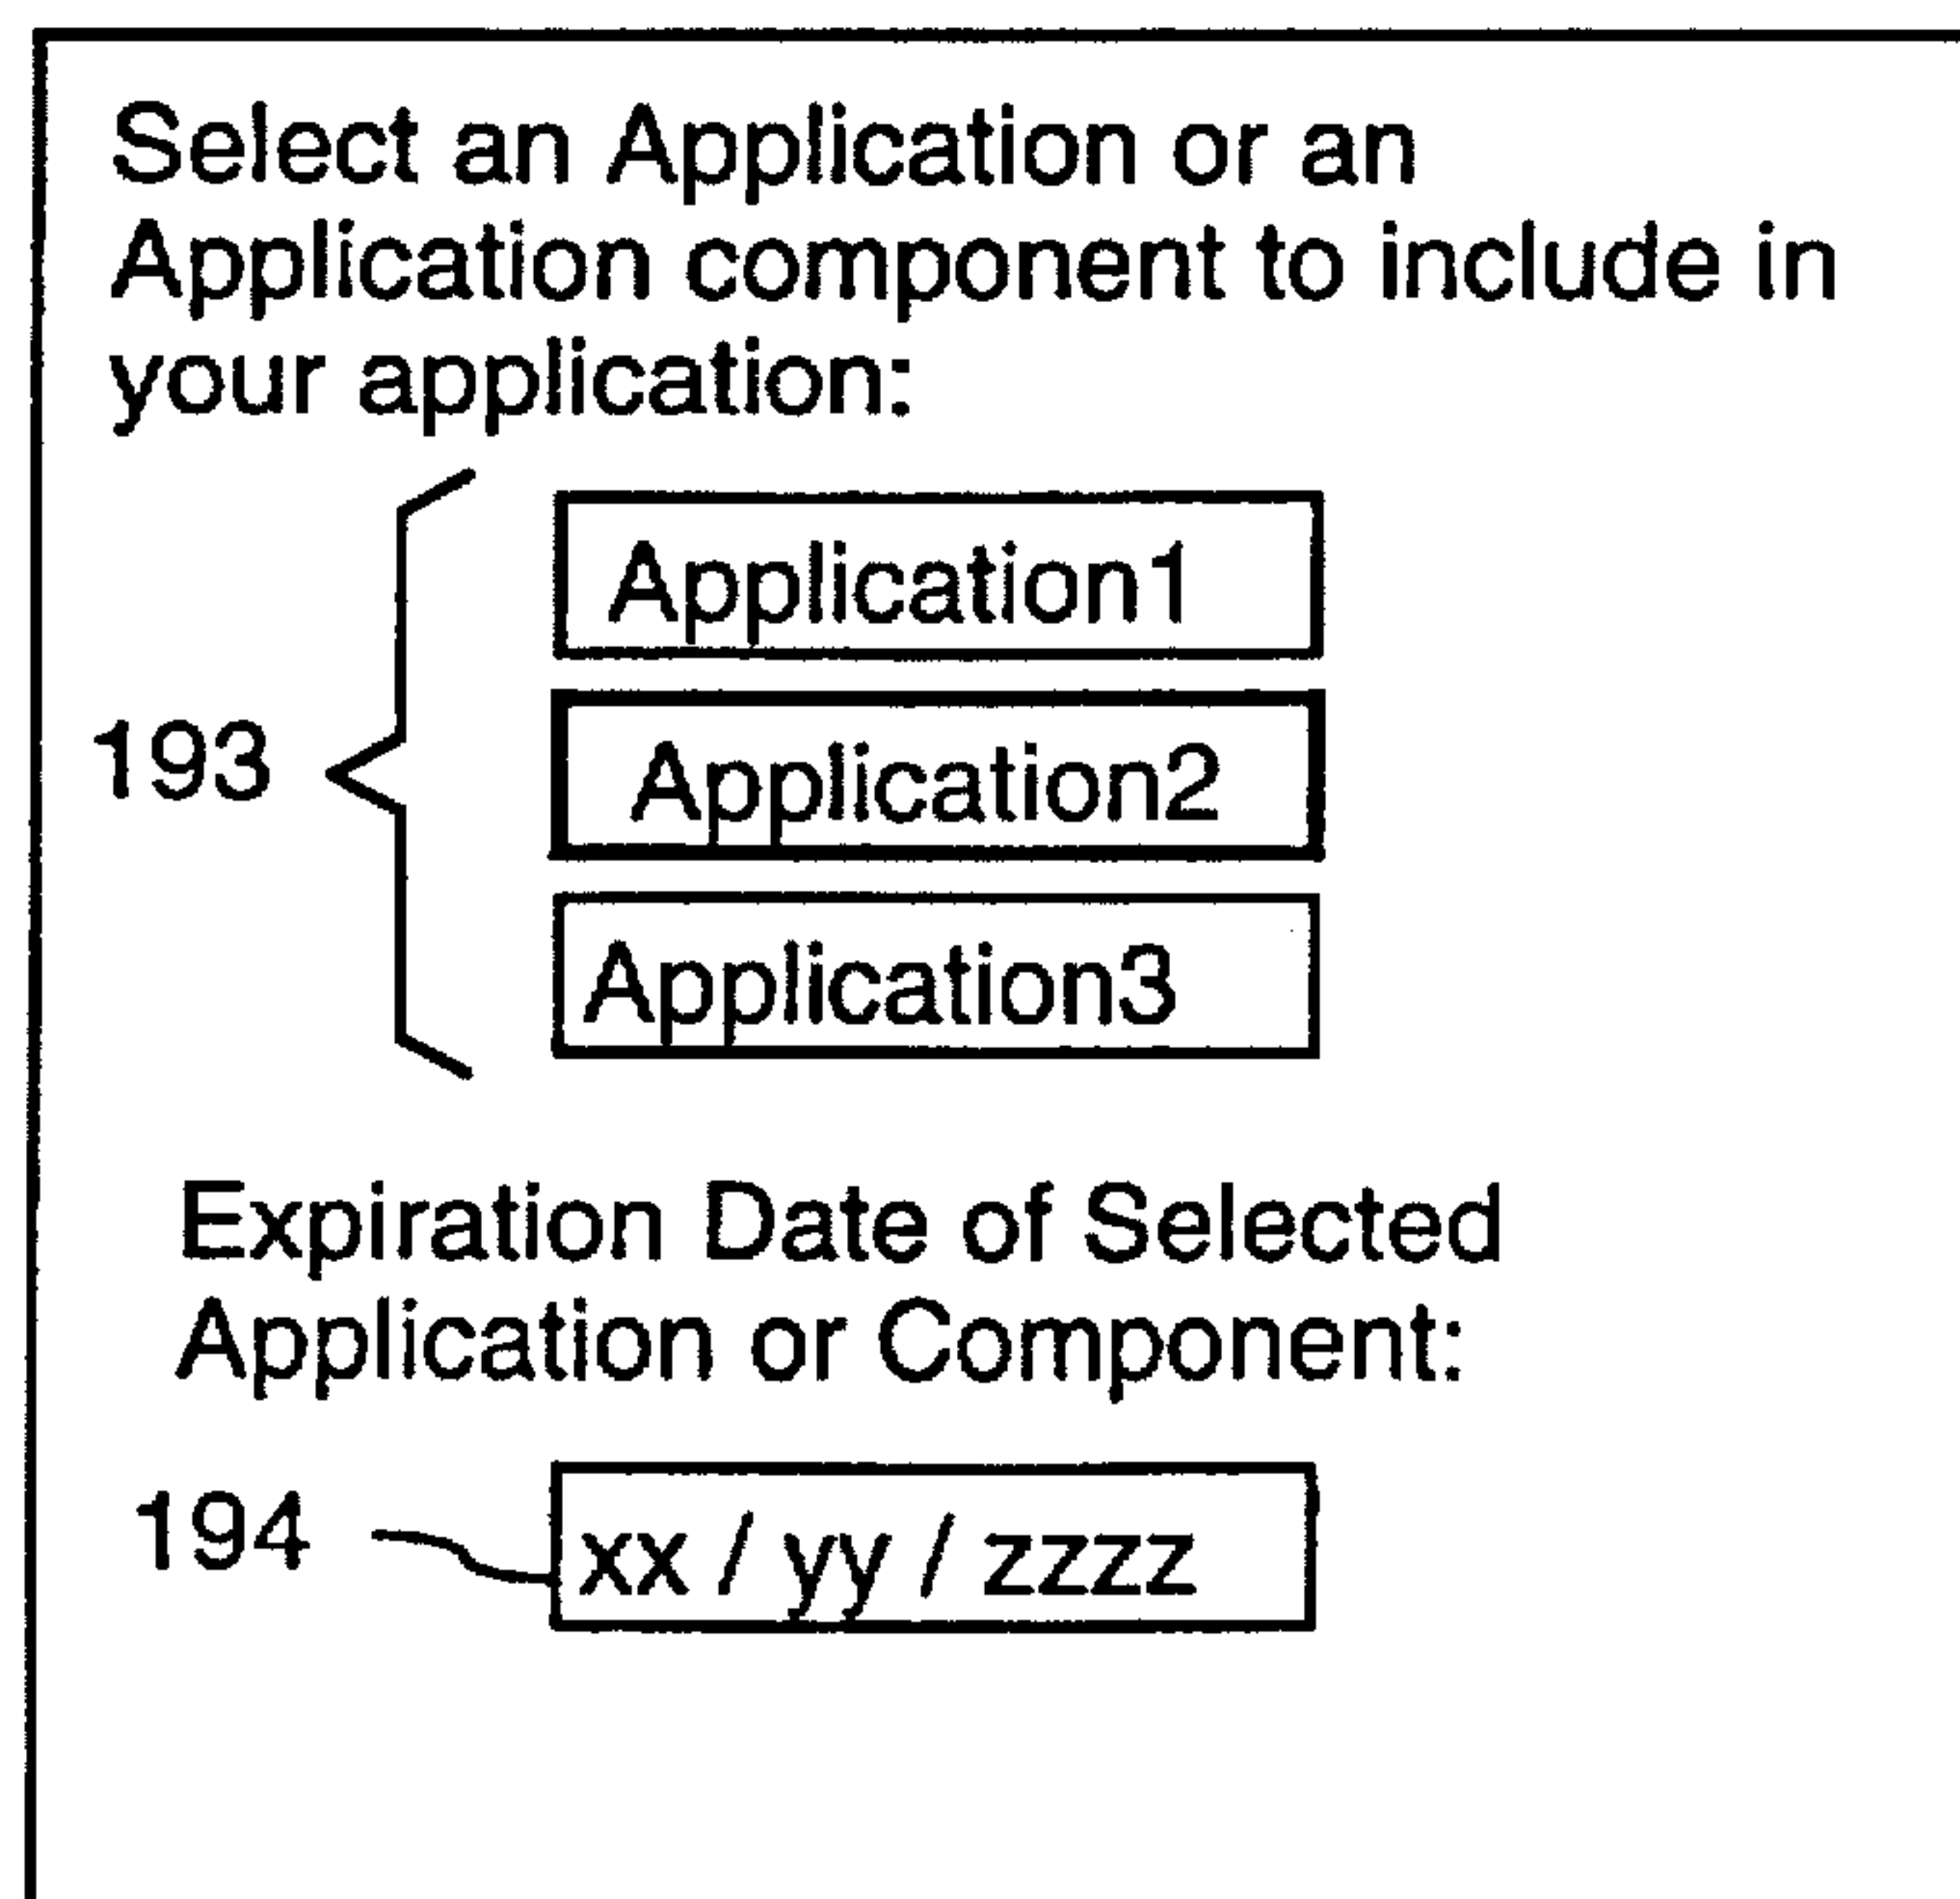 Select an Application or an
Application component to include in
your application:
Application1
193
Application2
Application3
Expiration Date of Selected
Application or Component:
194
xx / yy / zzzz